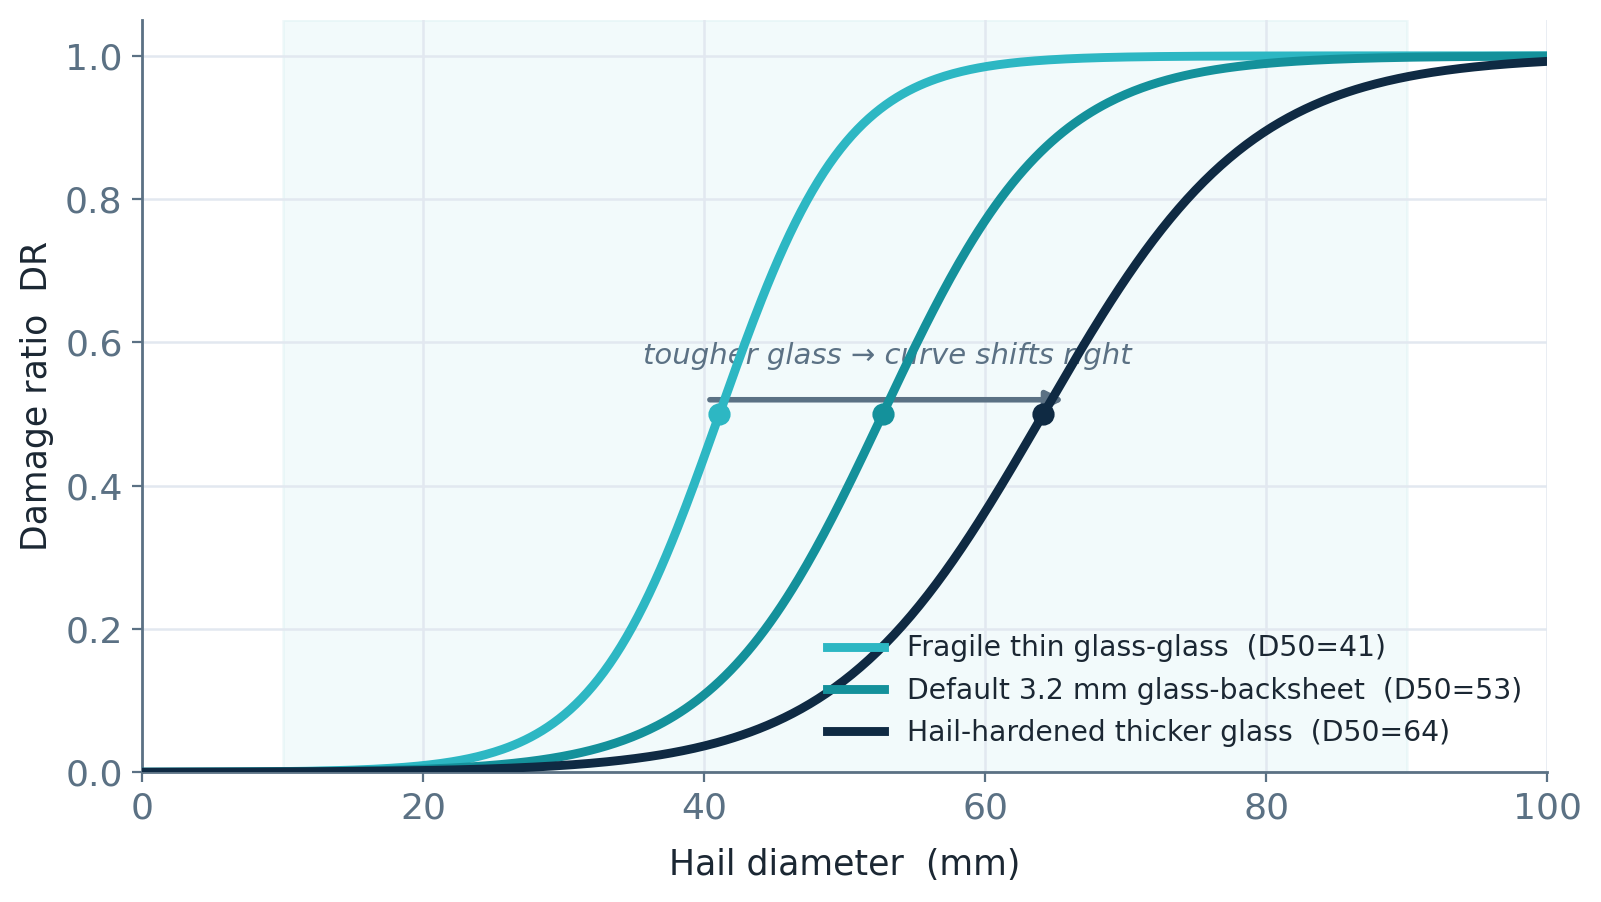 1.0
0.8
0.6
0.4
0.2
0.0
Damage ratio  DR
tougher glass → curve shifts right
Fragile thin glass-glass  (D50=41)
Default 3.2 mm glass-backsheet  (D50=53)
Hail-hardened thicker glass  (D50=64)
0 20 40 60 80 100
Hail diameter  (mm)